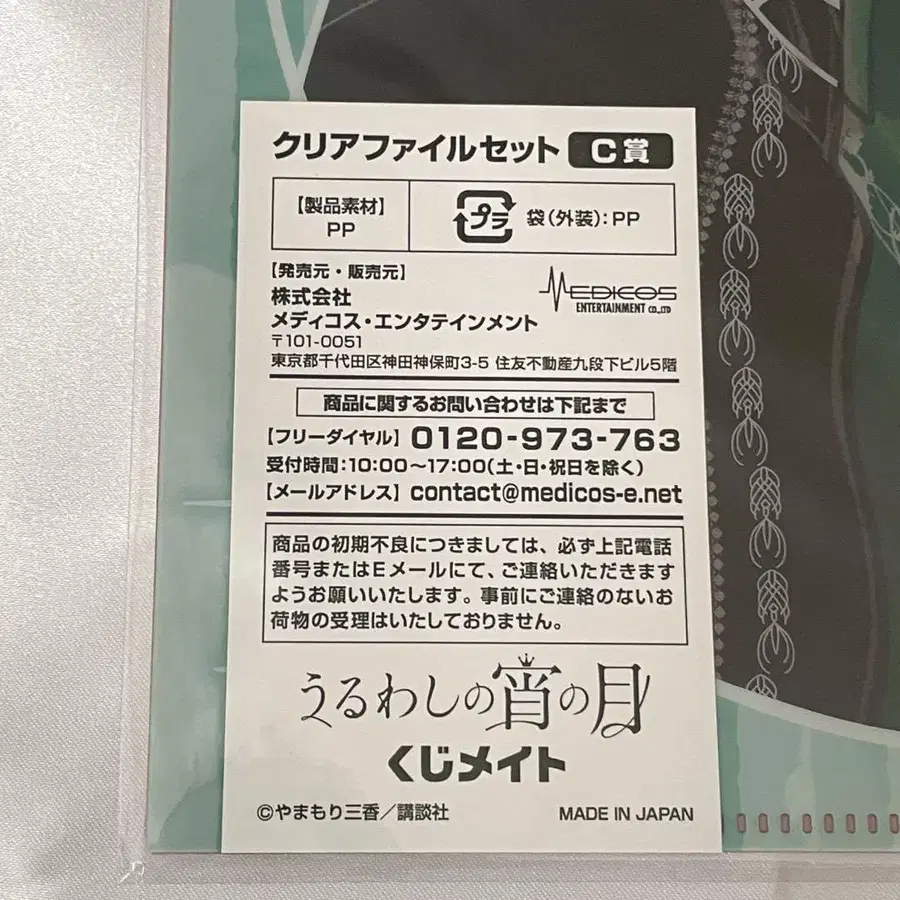 クリアファイルセット C賞
【製品素材】
PP
プラ 袋(外装):PP
【発売元・販売元】
株式会社
メディコス・エンタテインメント
MEDICOS
ENTERTAINMENT CO.,LTD
〒101-0051
東京都千代田区神田神保町3-5 住友不動産九段下ビル5階
商品に関するお問い合わせは下記まで
【フリーダイヤル】0120-973-763
受付時間:10:00〜17:00(土・日・祝日を除く)
【メールアドレス】contact@medicos-e.net
商品の初期不良につきましては、必ず上記電話
番号またはEメールにて、ご連絡いただきます
ようお願いいたします。事前にご連絡のないお
荷物の受理はいたしておりません。
うるわしの宵の月
くじメイト
©やまもり三香/講談社
MADE IN JAPAN